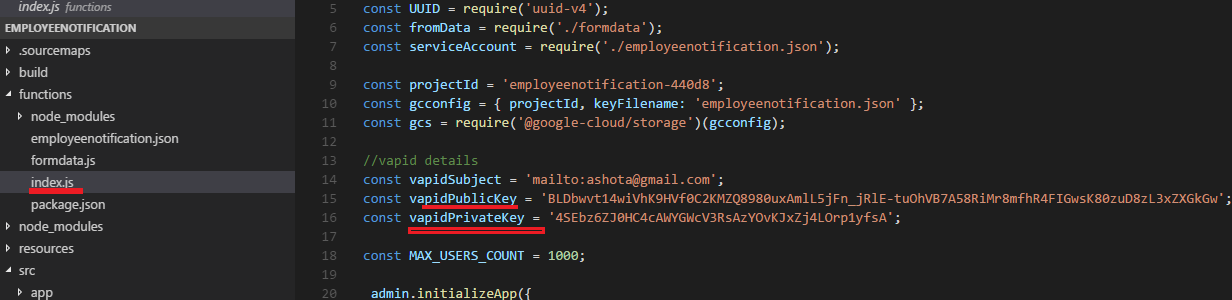 index.js functions
EMPLOYEENOTIFICATION
.sourcemaps
build
functions
node_modules
employeenotification.json
formdata.js
index.js
package.json
node_modules
resources
src
app
5 const UUID = require('uuid-v4');
6 const fromData = require('./formdata');
7 const serviceAccount = require('./employeenotification.json');
8
9 const projectId = 'employeenotification-440d8';
10 const gcconfig = { projectId, keyFilename: 'employeenotification.json' };
11 const gcs = require('@google-cloud/storage')(gcconfig);
12
13 //vapid details
14 const vapidSubject = 'mailto:ashota@gmail.com';
15 const vapidPublicKey = 'BLDbwvt14wiVhK9HVf0C2KMZQ8980uxAmlL5jFn_jRlE-tuOhVB7A58RiMr8mfhR4FIGwsK80zuD8zL3xZXGkGw';
16 const vapidPrivateKey = '4SEbz6ZJ0HC4cAWYGWcV3RsAzYOvKJxZj4LOrp1yfsA';
17
18 const MAX_USERS_COUNT = 1000;
19
20 admin.initializeApp({